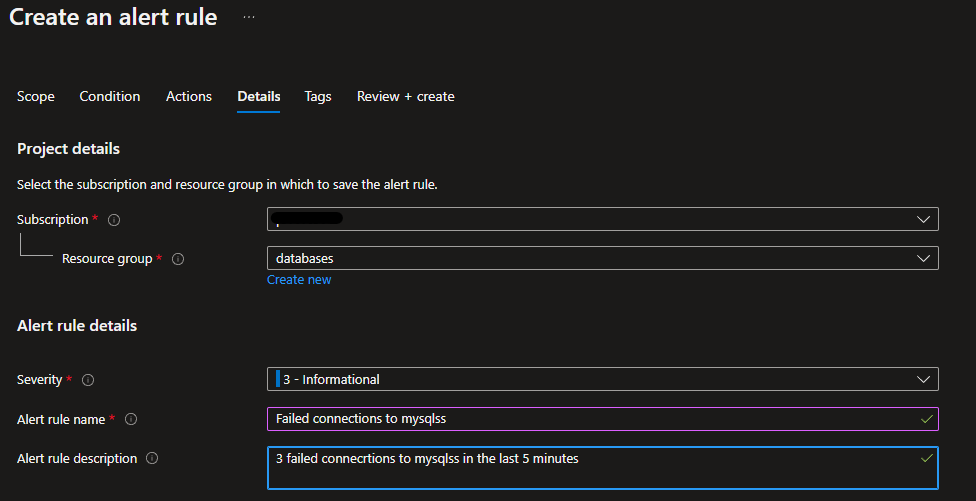 Create an alert rule ...
Scope Condition Actions Details Tags Review + create
Project details
Select the subscription and resource group in which to save the alert rule.
Subscription *
Resource group * databases
Create new
Alert rule details
Severity * 3 - Informational
Alert rule name * Failed connections to mysqlss
Alert rule description 3 failed connecrtions to mysqlss in the last 5 minutes